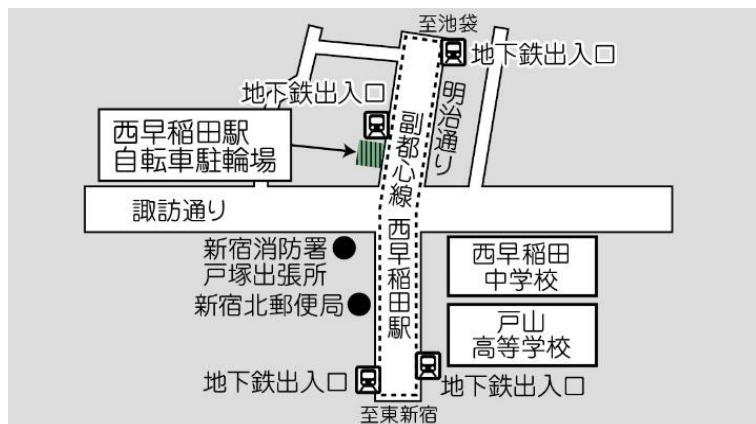 至池袋
地下鉄出入口
地下鉄出入口
明治通り
西早稲田駅
自転車駐輪場
副都心線 西早稲田駅
諏訪通り
新宿消防署
戸塚出張所
西早稲田
中学校
新宿北郵便局
戸山
高等学校
地下鉄出入口
地下鉄出入口
至東新宿